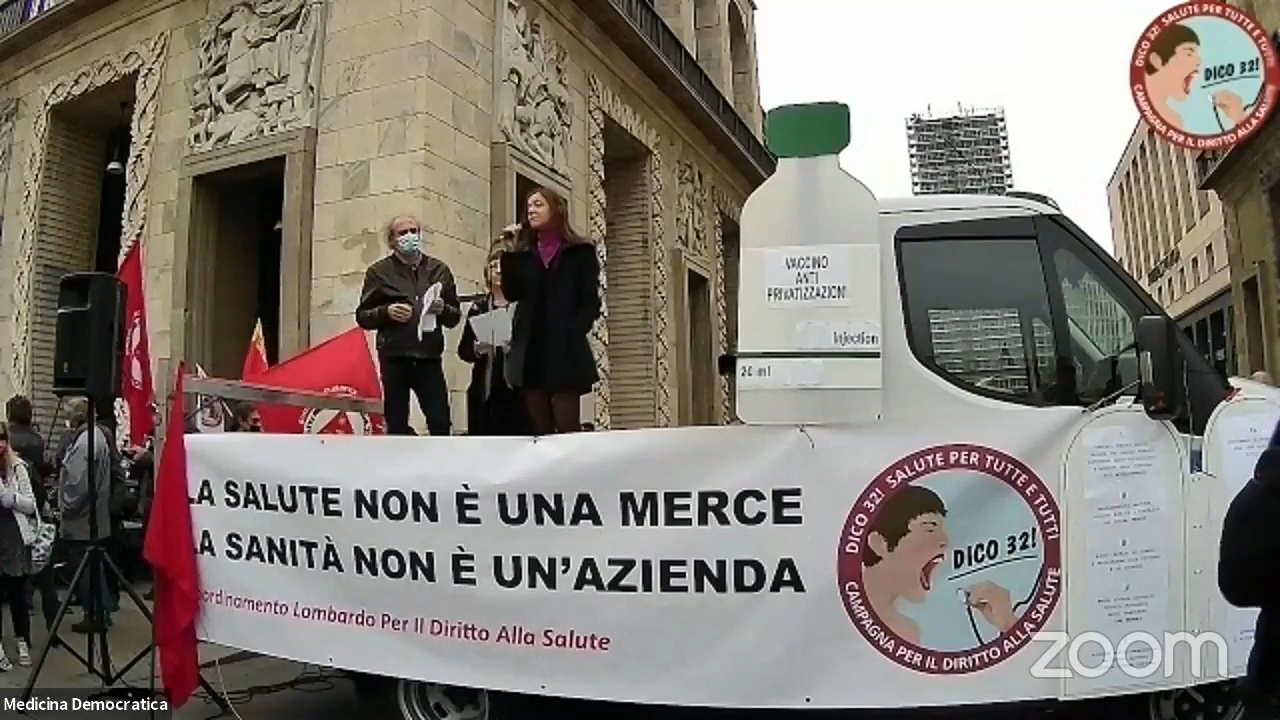 DICO 32! SALUTE PER TUTTE E TUTTI
DICO 32!
CAMPAGNA PER IL DIRITTO ALLA SALUTE
VACCINO
ANTI
PRIVATIZZAZIONI
Injection
20 ml
LA SALUTE NON È UNA MERCE
LA SANITÀ NON È UN'AZIENDA
Lombardo Per Il Diritto Alla Salute
DICO 32! SALUTE PER TUTTE E TUTTI
DICO 32!
CAMPAGNA PER IL DIRITTO ALLA SALUTE
zoom
Medicina Democratica